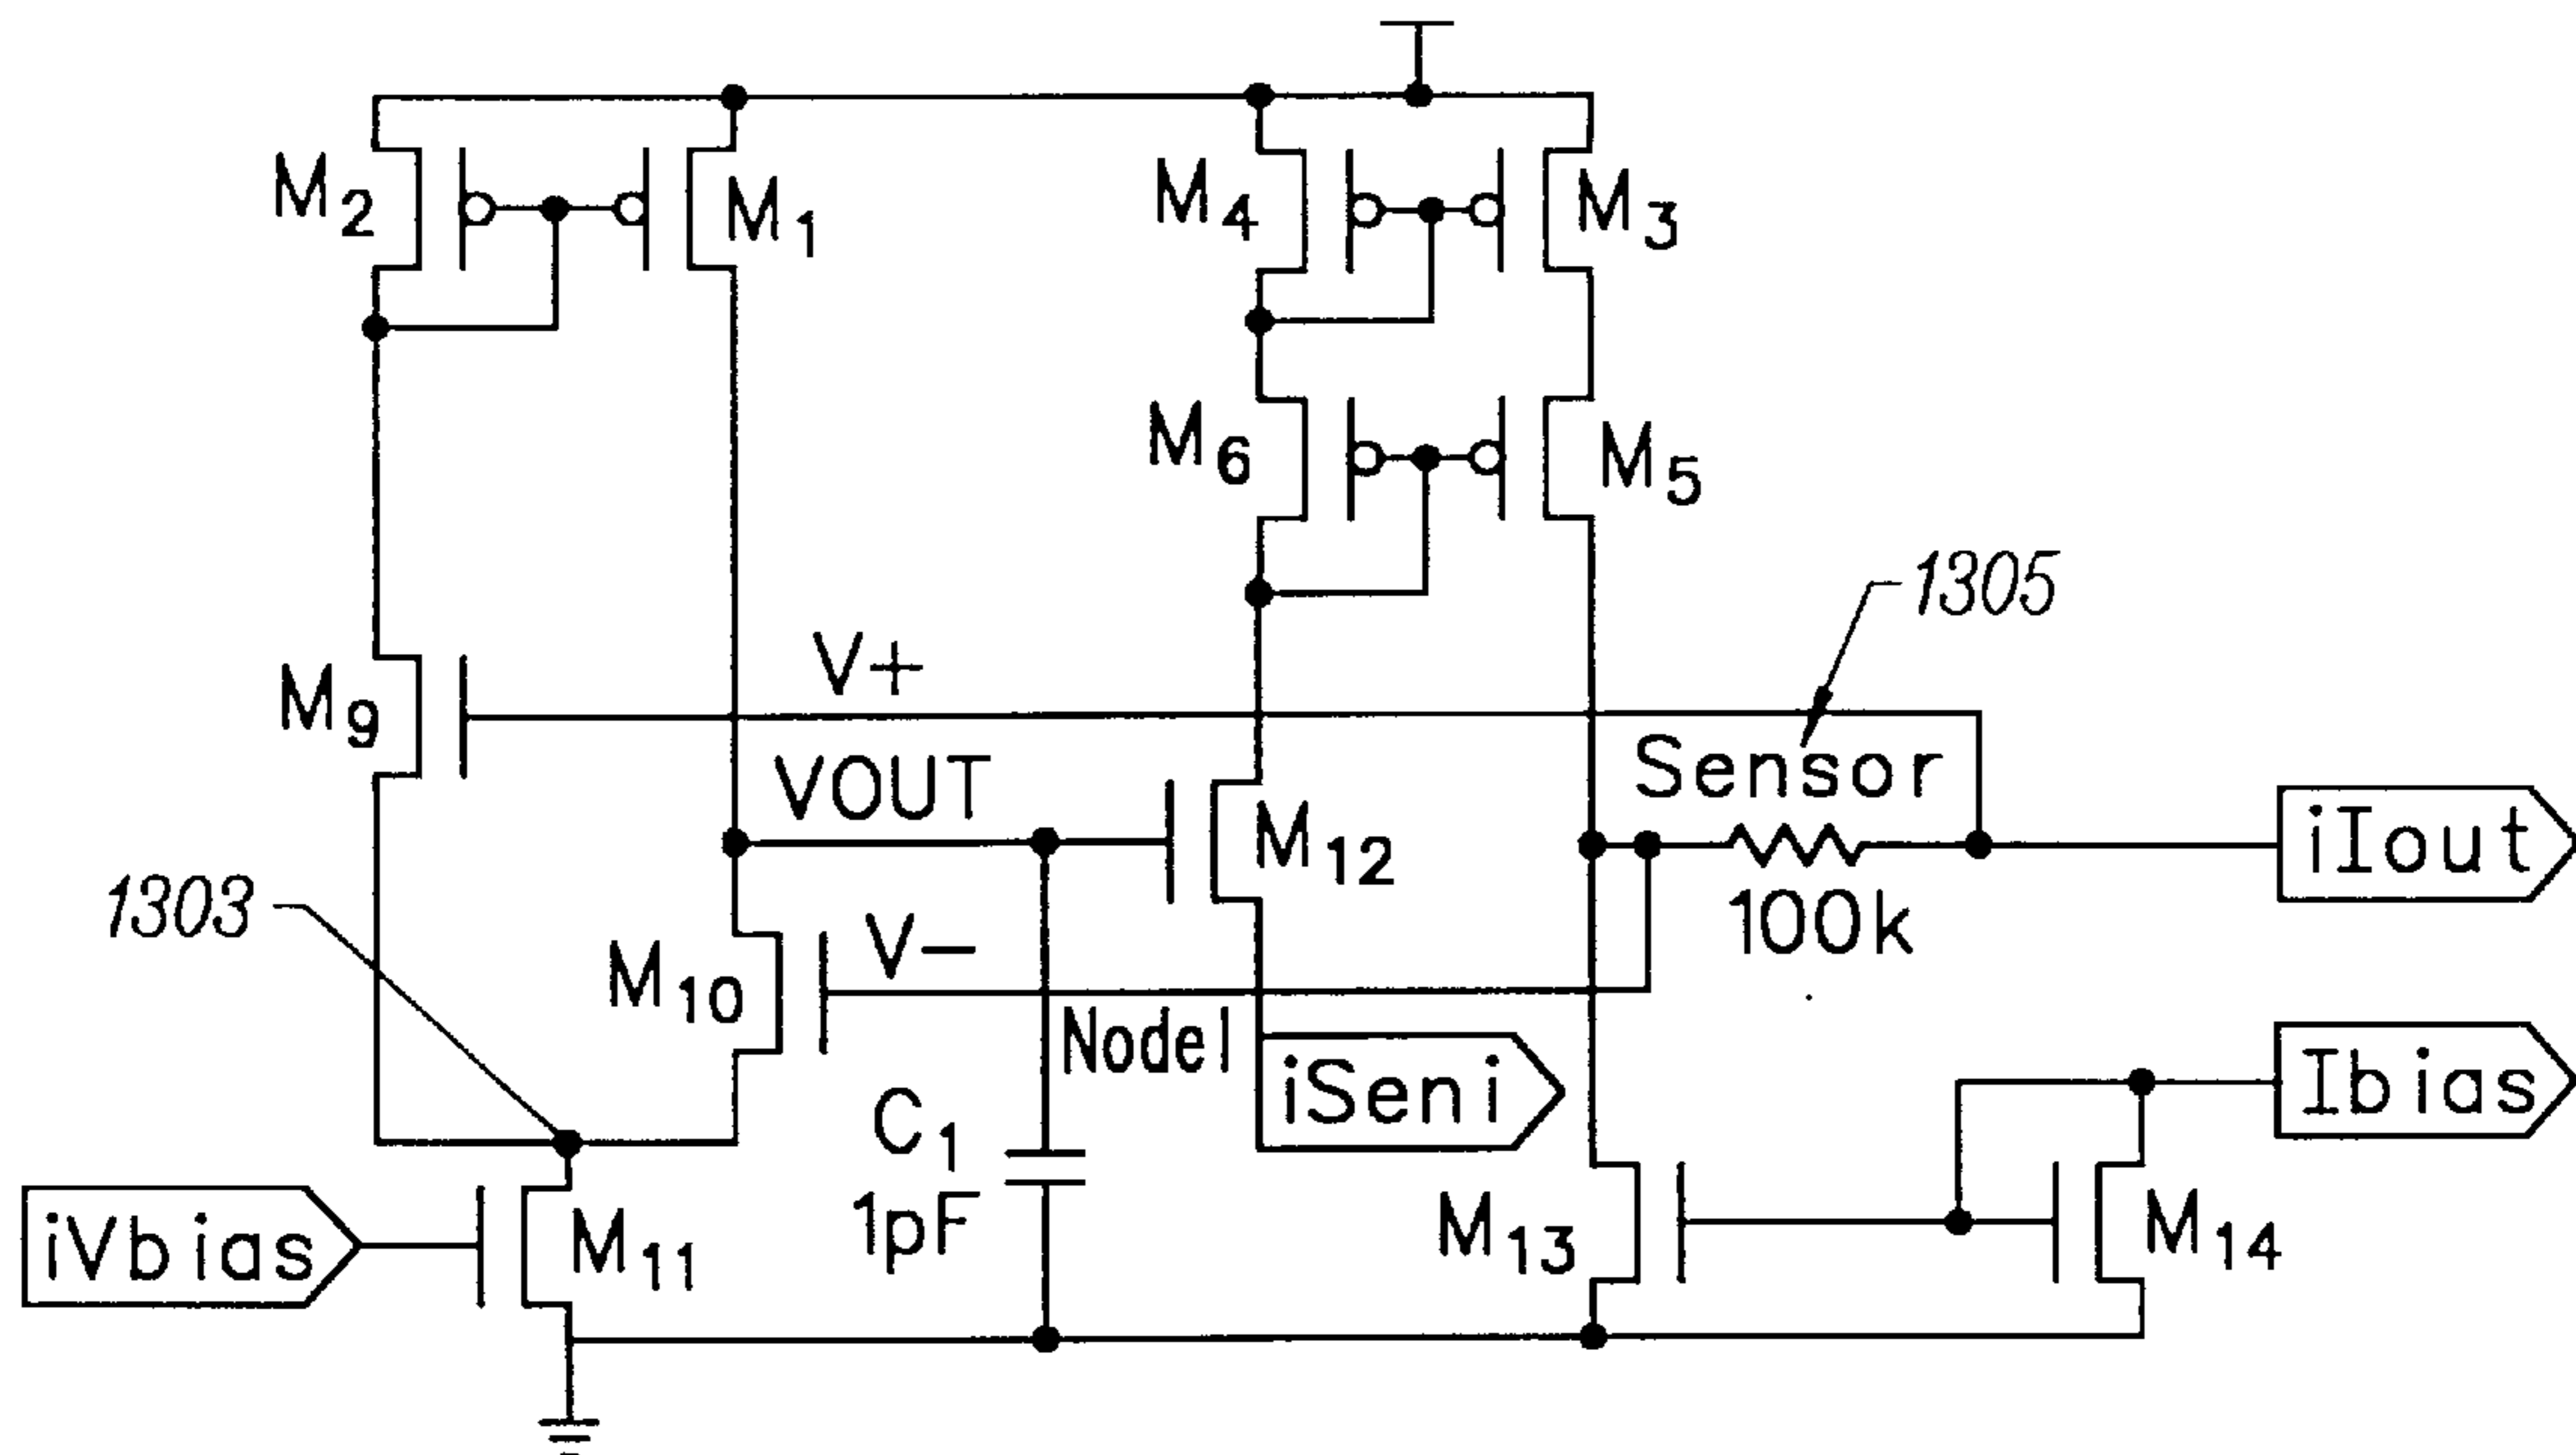 M2
M1
M4
M3
M6
M5
1305
V+
M9
Sensor
VOUT
M12
iIout
1303
100k
V-
M10
Node1
iSeni
Ibias
C1
1pF
iVbias
M11
M13
M14